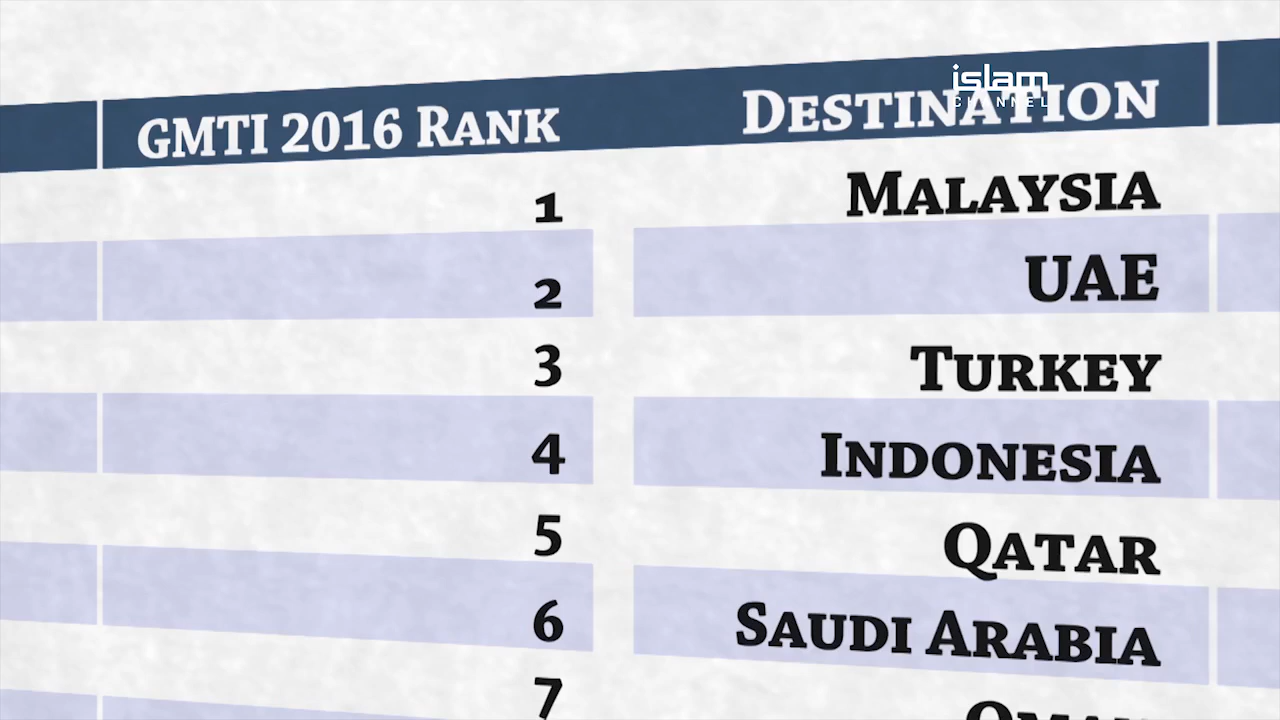 islam
CHANNEL
GMTI 2016 RANK DESTINATION
1 MALAYSIA
2 UAE
3 TURKEY
4 INDONESIA
5 QATAR
6 SAUDI ARABIA
7 OMAN